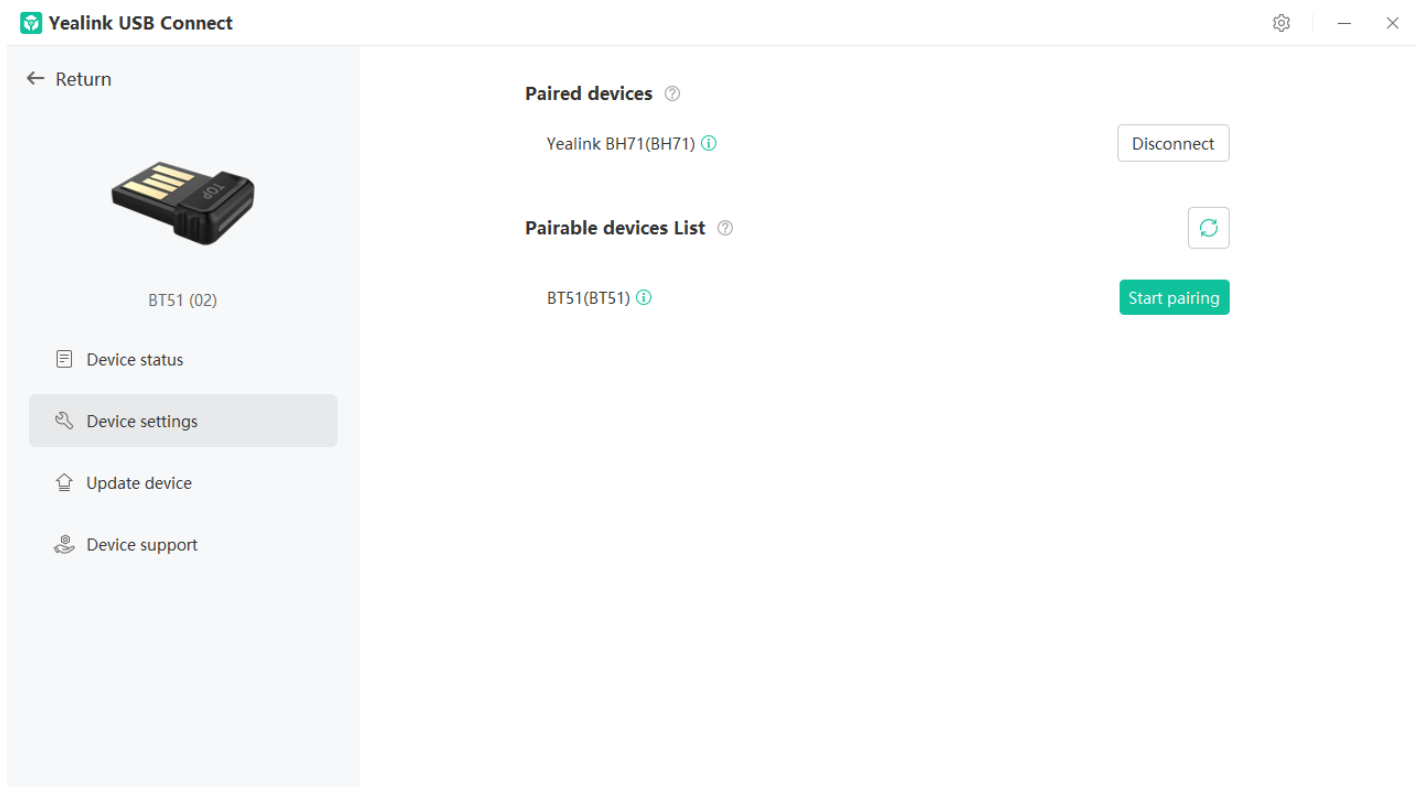 Yealink USB Connect
Return
TOP
BT51 (02)
Device status
Device settings
Update device
Device support
Paired devices
Yealink BH71(BH71)
Disconnect
Pairable devices List
BT51(BT51)
Start pairing